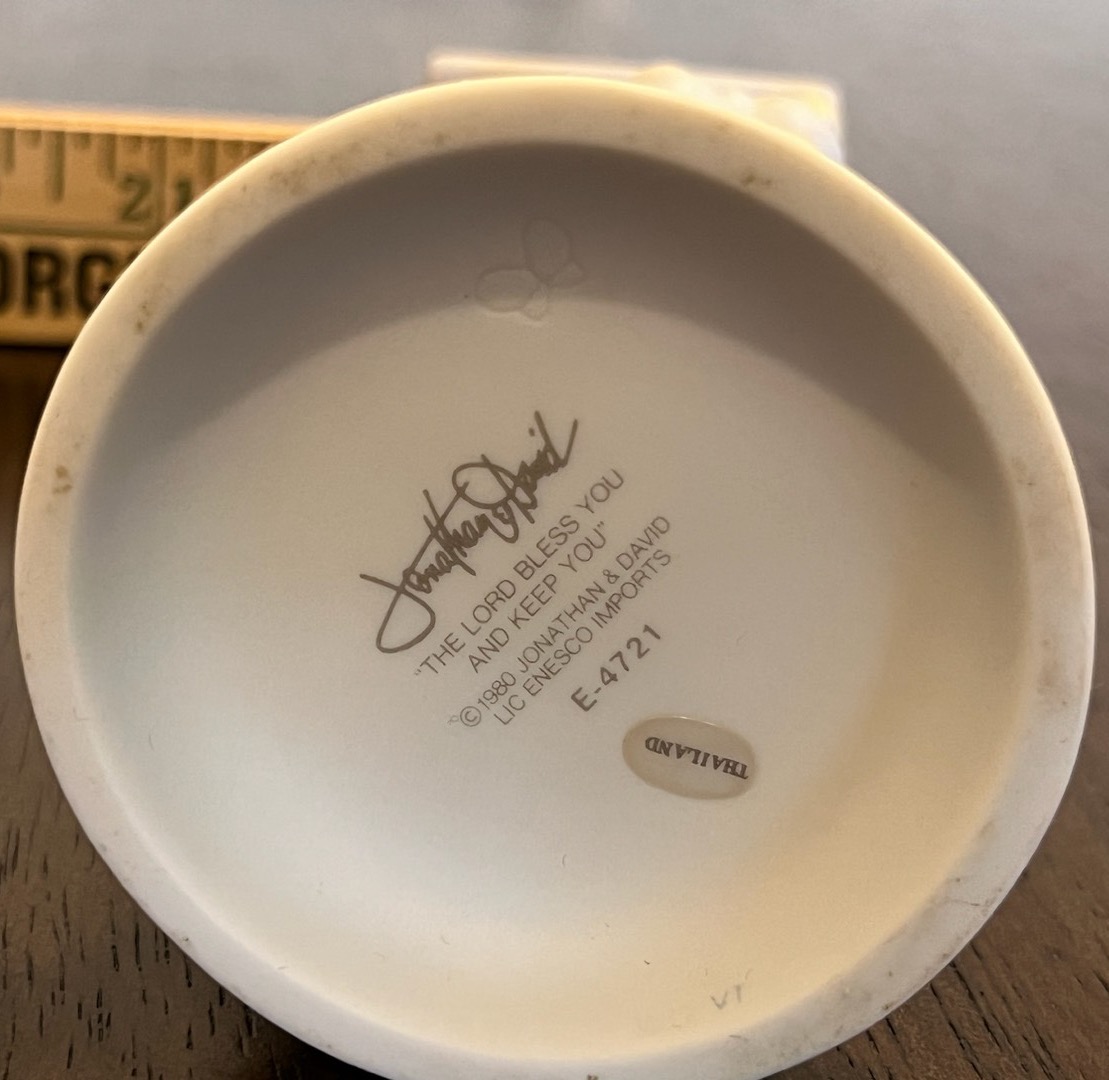 21
ORG
Jonathan & David
"THE LORD BLESS YOU
AND KEEP YOU"
©1980 JONATHAN & DAVID
LIC ENESCO IMPORTS
E-4721
THAILAND